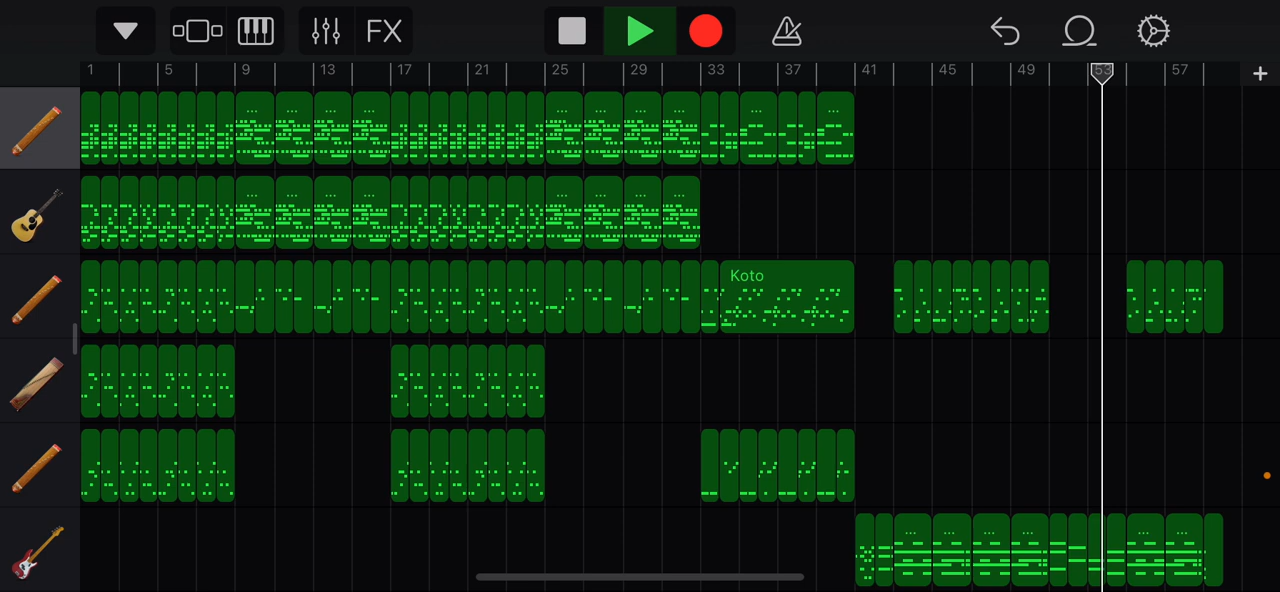 FX
1 5 9 13 17 21 25 29 33 37 41 45 49 53 57
... ... ... ... ... ... ... ... ... ...
... ... ... ... ... ... ... ...
Koto
... ... ... ... ... ...